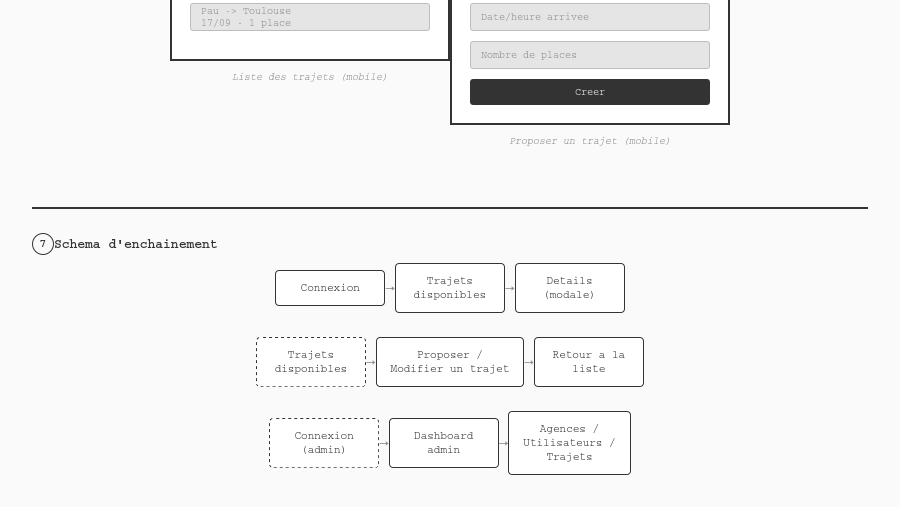 Pau -> Toulouse
17/09 - 1 place
Liste des trajets (mobile)
Date/heure arrivee
Nombre de places
Creer
Proposer un trajet (mobile)
7 Schema d'enchainement
Connexion
→
Trajets
disponibles
→
Details
(modale)
Trajets
disponibles
→
Proposer /
Modifier un trajet
→
Retour a la
liste
Connexion
(admin)
→
Dashboard
admin
→
Agences /
Utilisateurs /
Trajets